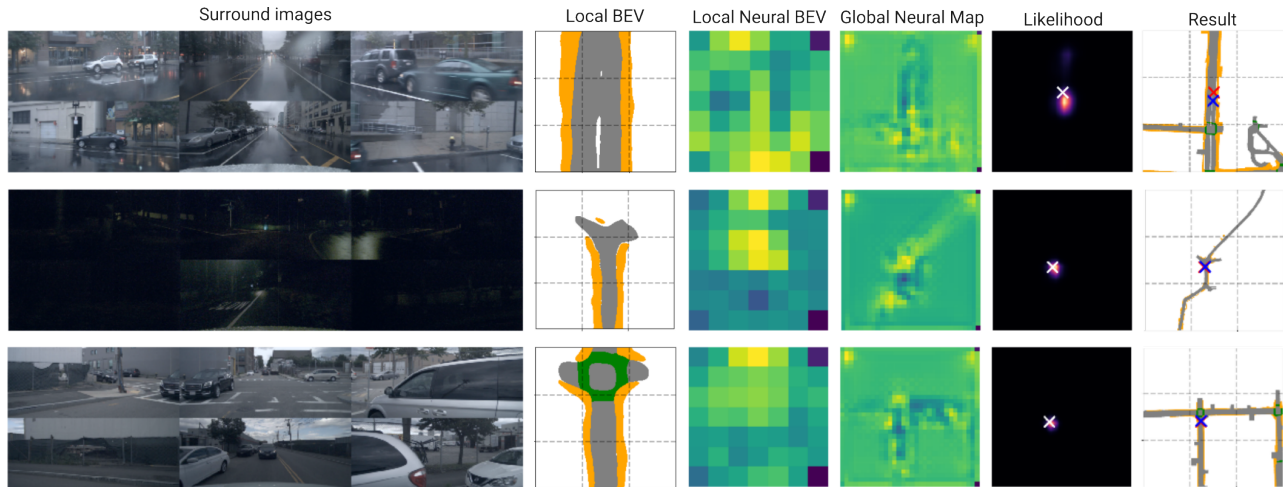 Surround images
Local BEV
Local Neural BEV
Global Neural Map
Likelihood
Result